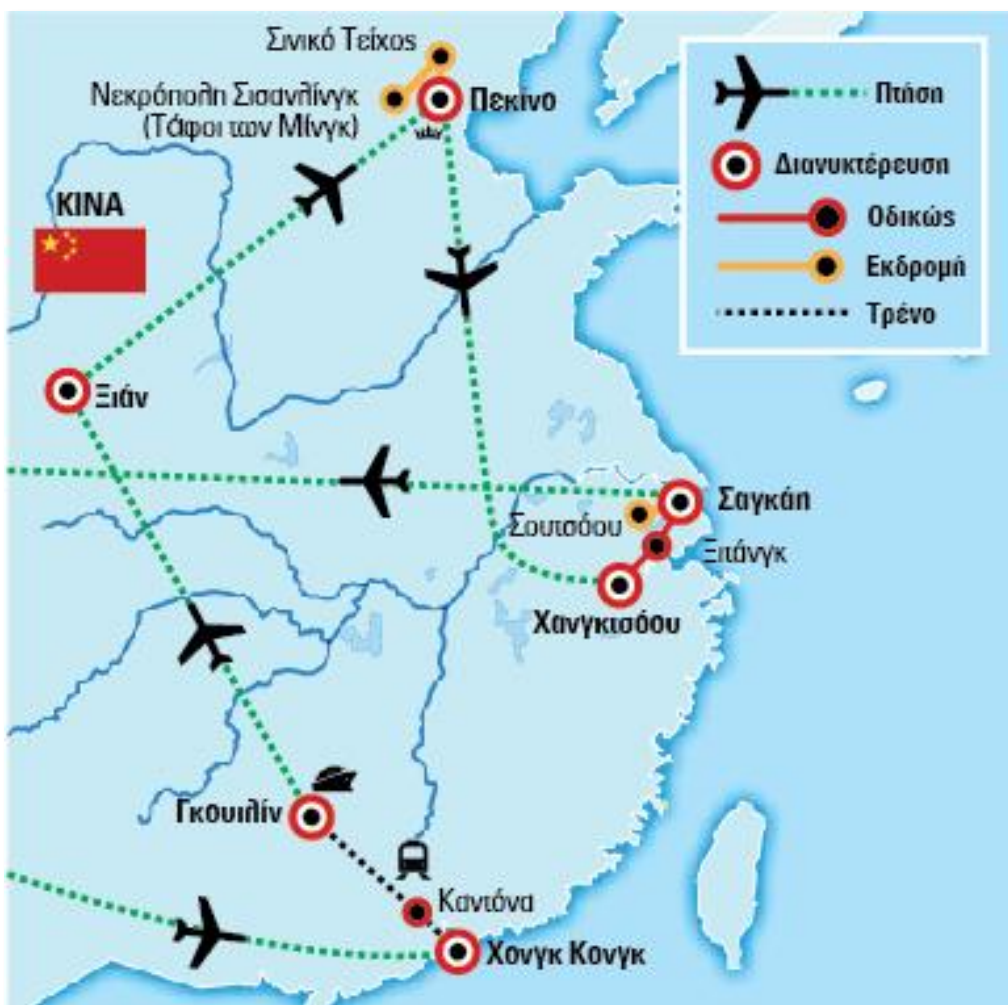 Σινικό Τείχος
Νεκρόπολη Σισανλίνγκ
(Τάφοι των Μίνγκ)
Πεκίνο
ΚΙΝΑ
Ξιάν
Σαγκάη
Σουτσόου
Ξιτάνγκ
Χανγκτσόου
Γκουιλίν
Καντόνα
Χονγκ Κονγκ
Πτήση
Διανυκτέρευση
Οδικώς
Εκδρομή
Τρένο